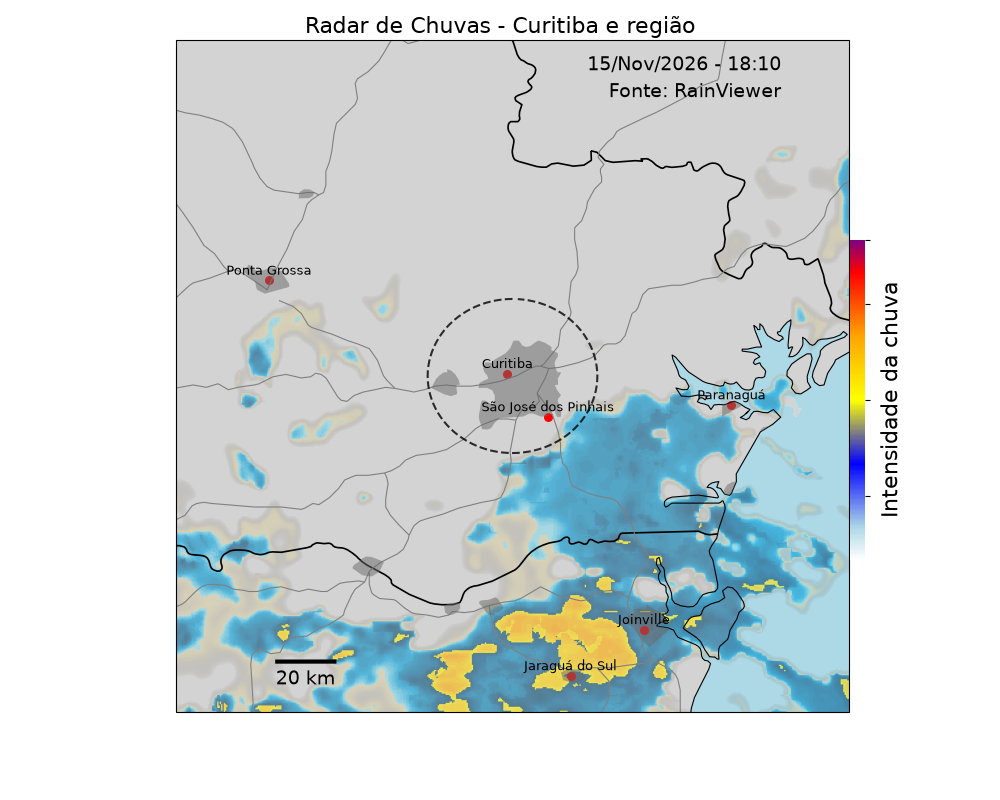 Radar de Chuvas - Curitiba e região
15/Nov/2026 - 18:10
Fonte: RainViewer
Ponta Grossa
Curitiba
Paranaguá
São José dos Pinhais
Intensidade da chuva
Joinville
Jaraguá do Sul
20 km